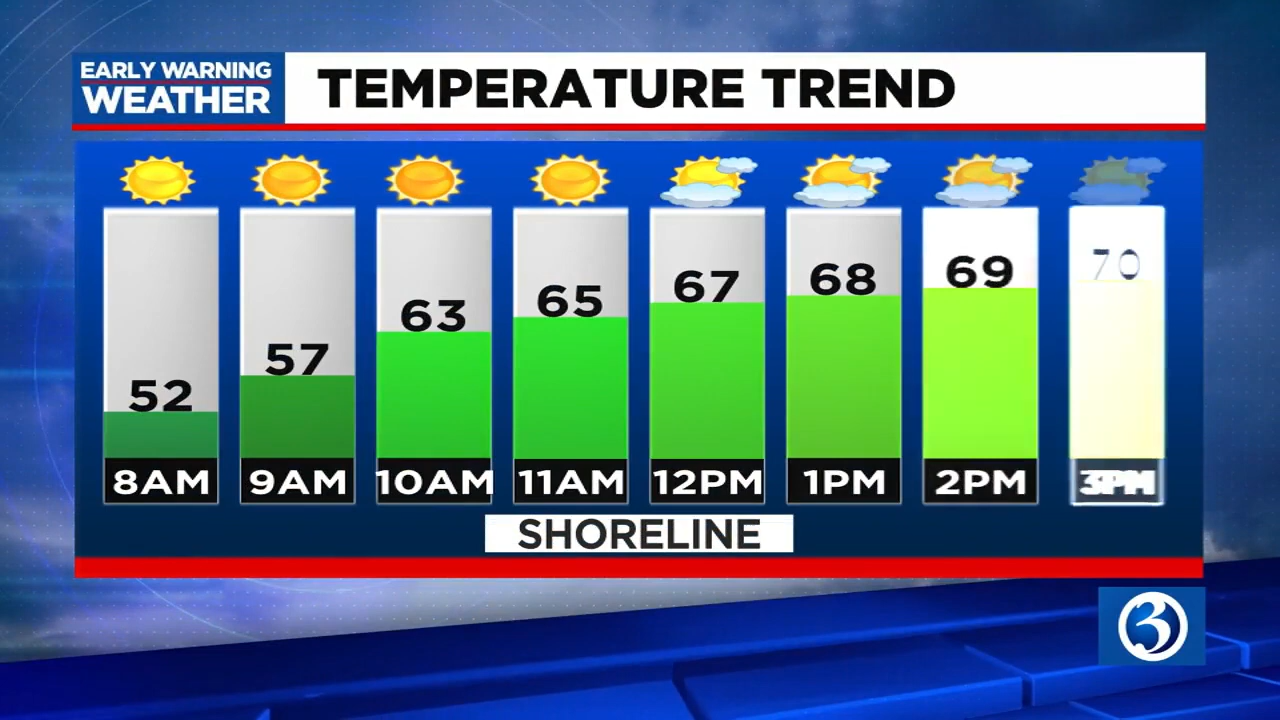 EARLY WARNING
WEATHER
TEMPERATURE TREND
52 57 63 65 67 68 69 70
8AM 9AM 10AM 11AM 12PM 1PM 2PM 3PM
SHORELINE
3